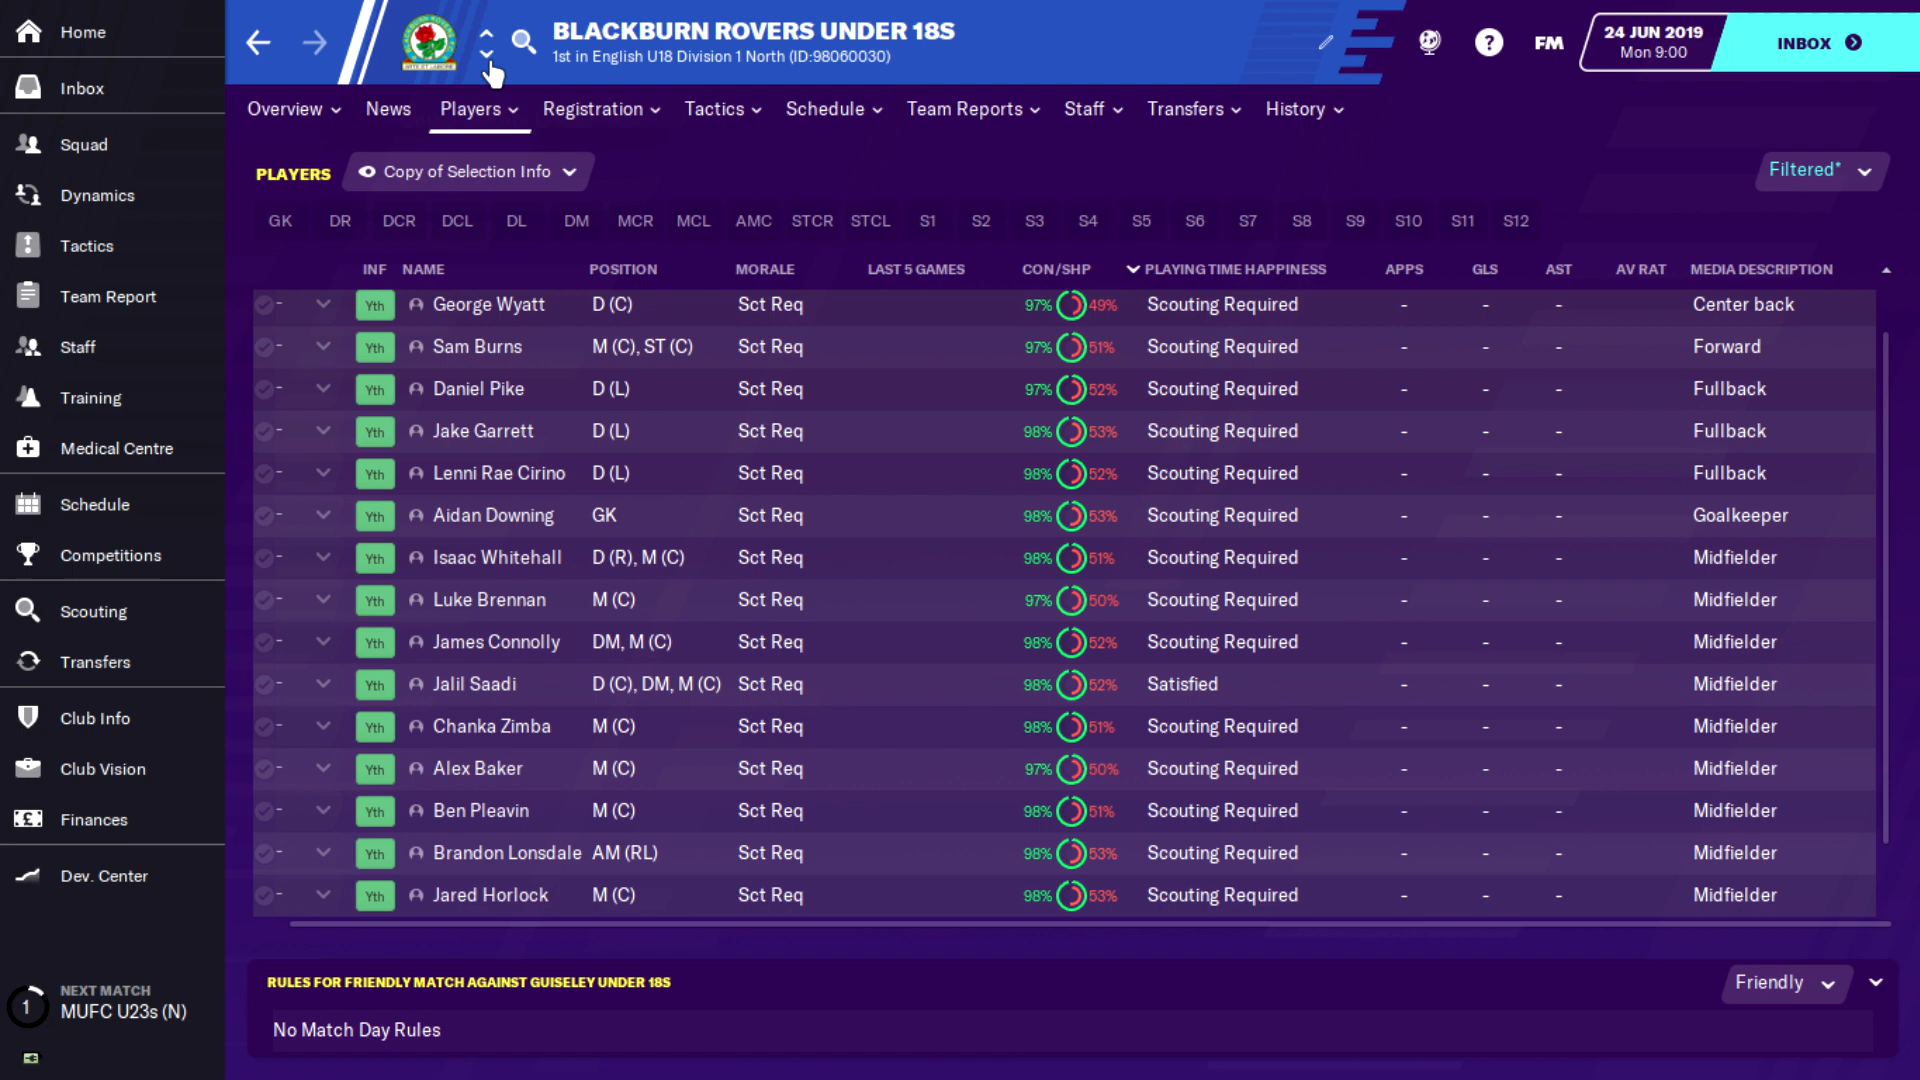 Home
Inbox
Squad
Dynamics
Tactics
Team Report
Staff
Training
Medical Centre
Schedule
Competitions
Scouting
Transfers
Club Info
Club Vision
Finances
Dev. Center
1 NEXT MATCH
MUFC U23s (N)
BLACKBURN ROVERS UNDER 18S
1st in English U18 Division 1 North (ID:98060030)
? FM 24 JUN 2019 INBOX
Mon 9:00
Overview News Players Registration Tactics Schedule Team Reports Staff Transfers History
PLAYERS Copy of Selection Info Filtered*
GK DR DCR DCL DL DM MCR MCL AMC STCR STCL S1 S2 S3 S4 S5 S6 S7 S8 S9 S10 S11 S12
INF NAME POSITION MORALE LAST 5 GAMES CON/SHP PLAYING TIME HAPPINESS APPS GLS AST AV RAT MEDIA DESCRIPTION
- Yth George Wyatt D (C) Sct Req 97% 49% Scouting Required - - - Center back
- Yth Sam Burns M (C), ST (C) Sct Req 97% 51% Scouting Required - - - Forward
- Yth Daniel Pike D (L) Sct Req 97% 52% Scouting Required - - - Fullback
- Yth Jake Garrett D (L) Sct Req 98% 53% Scouting Required - - - Fullback
- Yth Lenni Rae Cirino D (L) Sct Req 98% 52% Scouting Required - - - Fullback
- Yth Aidan Downing GK Sct Req 98% 53% Scouting Required - - - Goalkeeper
- Yth Isaac Whitehall D (R), M (C) Sct Req 98% 51% Scouting Required - - - Midfielder
- Yth Luke Brennan M (C) Sct Req 97% 50% Scouting Required - - - Midfielder
- Yth James Connolly DM, M (C) Sct Req 98% 52% Scouting Required - - - Midfielder
- Yth Jalil Saadi D (C), DM, M (C) Sct Req 98% 52% Satisfied - - - Midfielder
- Yth Chanka Zimba M (C) Sct Req 98% 51% Scouting Required - - - Midfielder
- Yth Alex Baker M (C) Sct Req 97% 50% Scouting Required - - - Midfielder
- Yth Ben Pleavin M (C) Sct Req 98% 51% Scouting Required - - - Midfielder
- Yth Brandon Lonsdale AM (RL) Sct Req 98% 53% Scouting Required - - - Midfielder
- Yth Jared Horlock M (C) Sct Req 98% 53% Scouting Required - - - Midfielder
RULES FOR FRIENDLY MATCH AGAINST GUISELEY UNDER 18S Friendly
No Match Day Rules